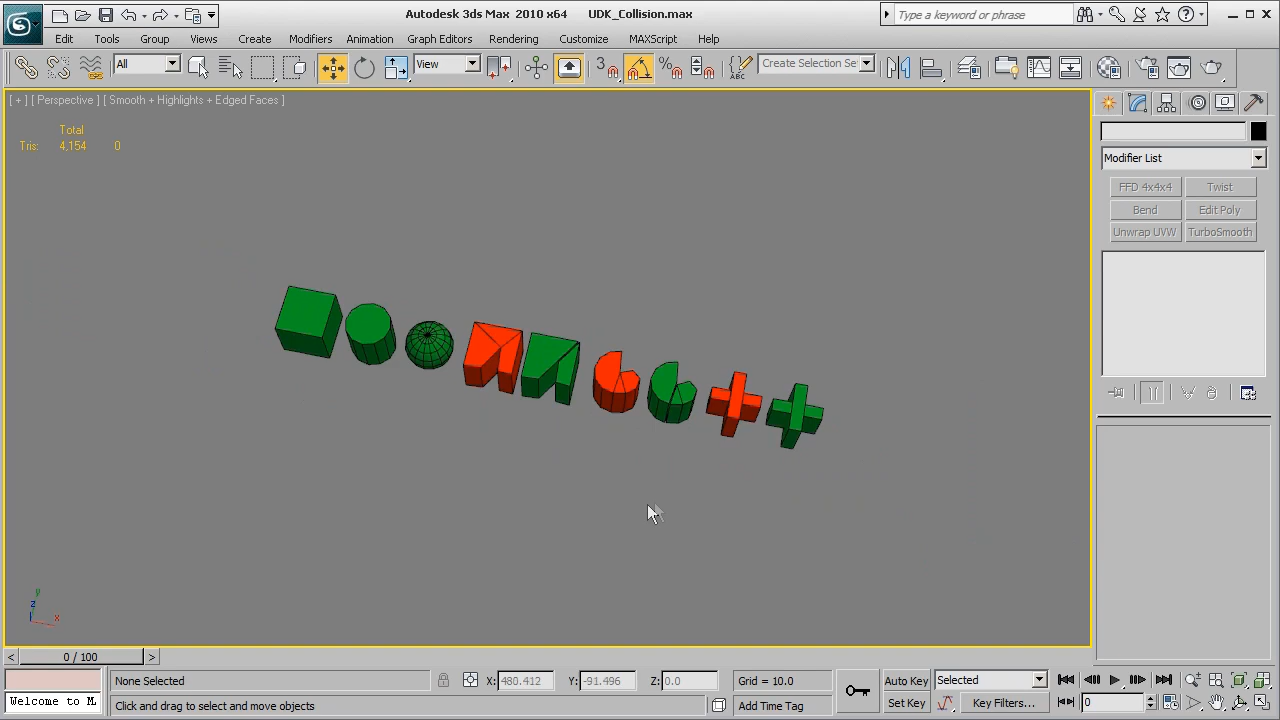 Autodesk 3ds Max 2010 x64 UDK_Collision.max
Type a keyword or phrase
Edit Tools Group Views Create Modifiers Animation Graph Editors Rendering Customize MAXScript Help
All
View
3
%
ABC
Create Selection Se
[ + ] [ Perspective ] [ Smooth + Highlights + Edged Faces ]
Total
Tris: 4,154 0
Modifier List
FFD 4x4x4 Twist
Bend Edit Poly
Unwrap UVW TurboSmooth
y
z
x
< 0 / 100 >
None Selected X: 480.412 Y: -91.496 Z: 0.0 Grid = 10.0 Auto Key Selected
Welcome to M Click and drag to select and move objects Add Time Tag Set Key Key Filters... 0